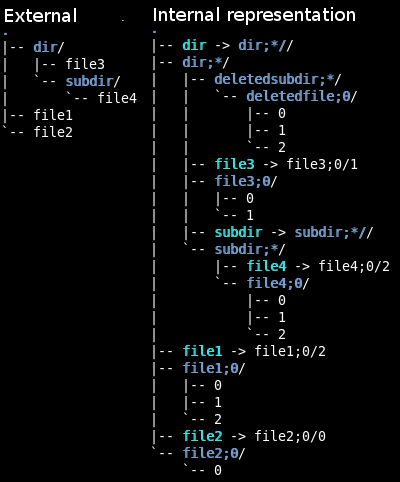 External
.
|-- dir/
|   |-- file3
|   `-- subdir/
|       `-- file4
|-- file1
`-- file2
Internal representation
.
|-- dir -> dir;*//
|-- dir;*/
|   |-- deletedsubdir;*/
|   |   `-- deletedfile;0/
|   |       |-- 0
|   |       |-- 1
|   |       `-- 2
|   |-- file3 -> file3;0/1
|   |-- file3;0/
|   |   |-- 0
|   |   `-- 1
|   |-- subdir -> subdir;*//
|   `-- subdir;*/
|       |-- file4 -> file4;0/2
|       `-- file4;0/
|           |-- 0
|           |-- 1
|           `-- 2
|-- file1 -> file1;0/2
|-- file1;0/
|   |-- 0
|   |-- 1
|   `-- 2
|-- file2 -> file2;0/0
`-- file2;0/
    `-- 0